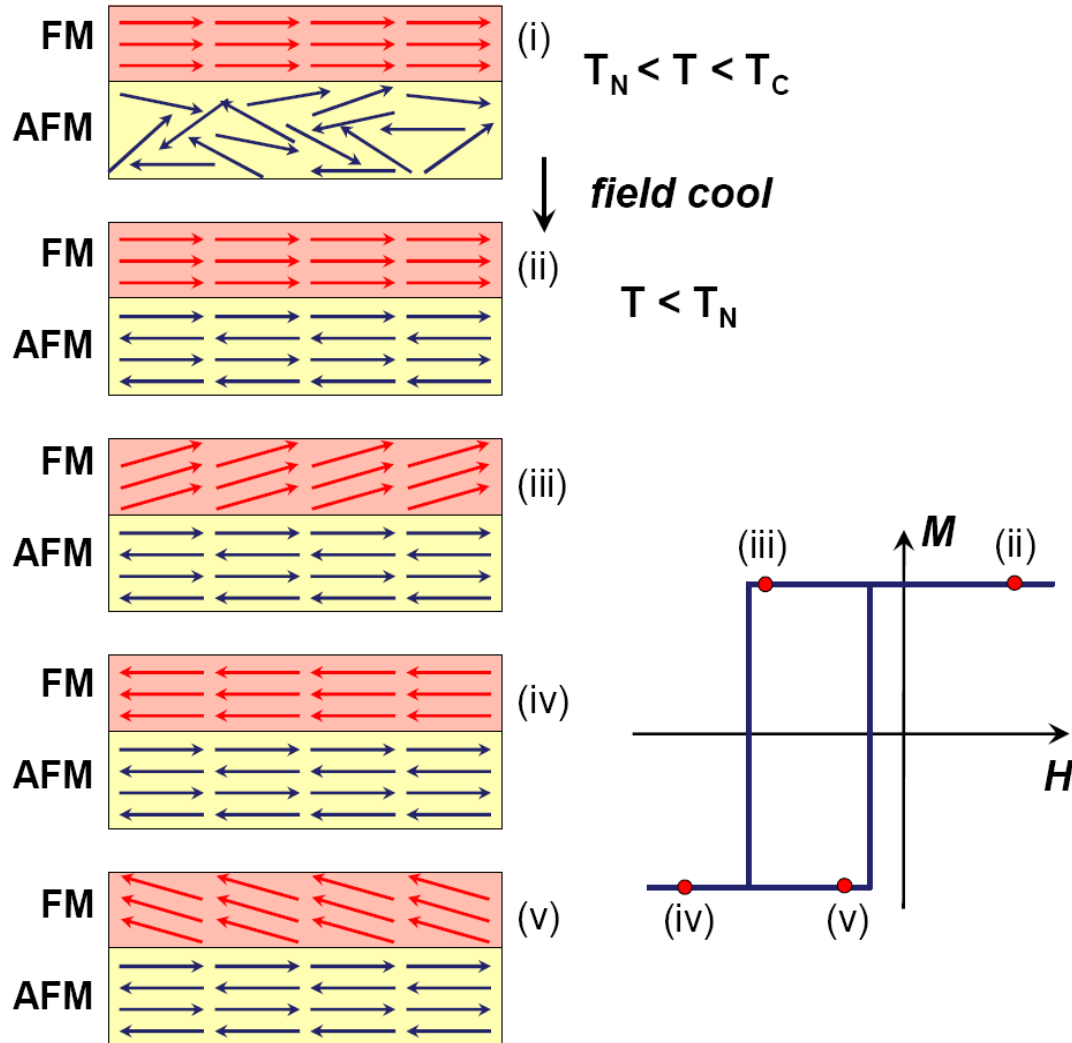 FM
(i)
T_N < T < T_C
AFM
field cool
FM
(ii)
T < T_N
AFM
FM
(iii)
AFM
(iii)
M
(ii)
FM
(iv)
AFM
H
FM
(v)
(iv)
(v)
AFM